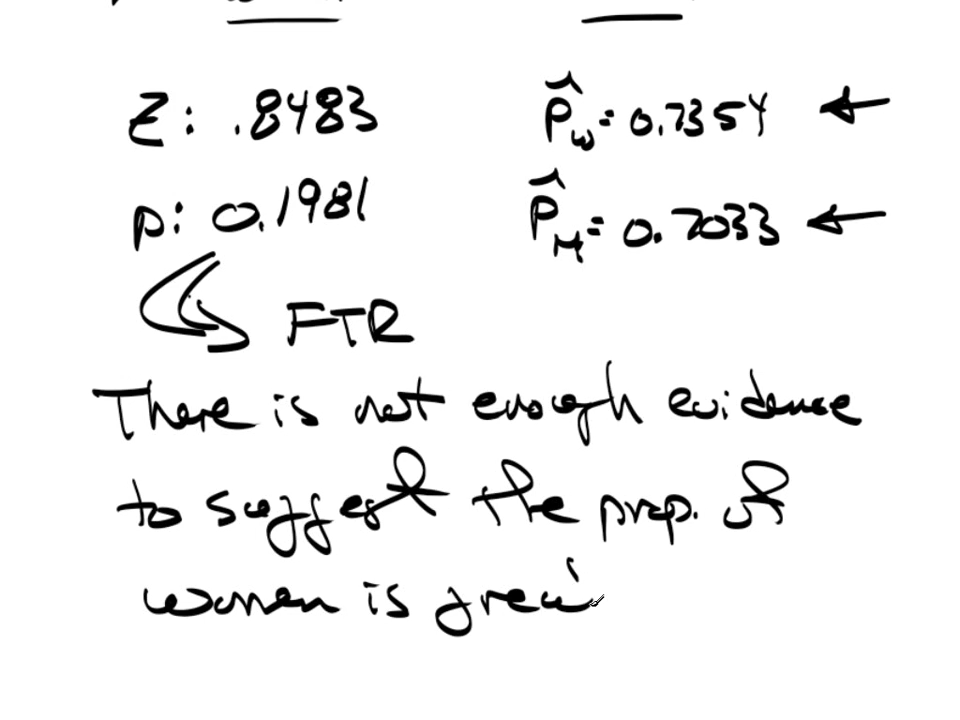 Z: .8483
p̂w = 0.7354 ←
p: 0.1981
p̂M = 0.7033 ←
FTR
There is not enough evidence
to suggest the prop. of
women is grea